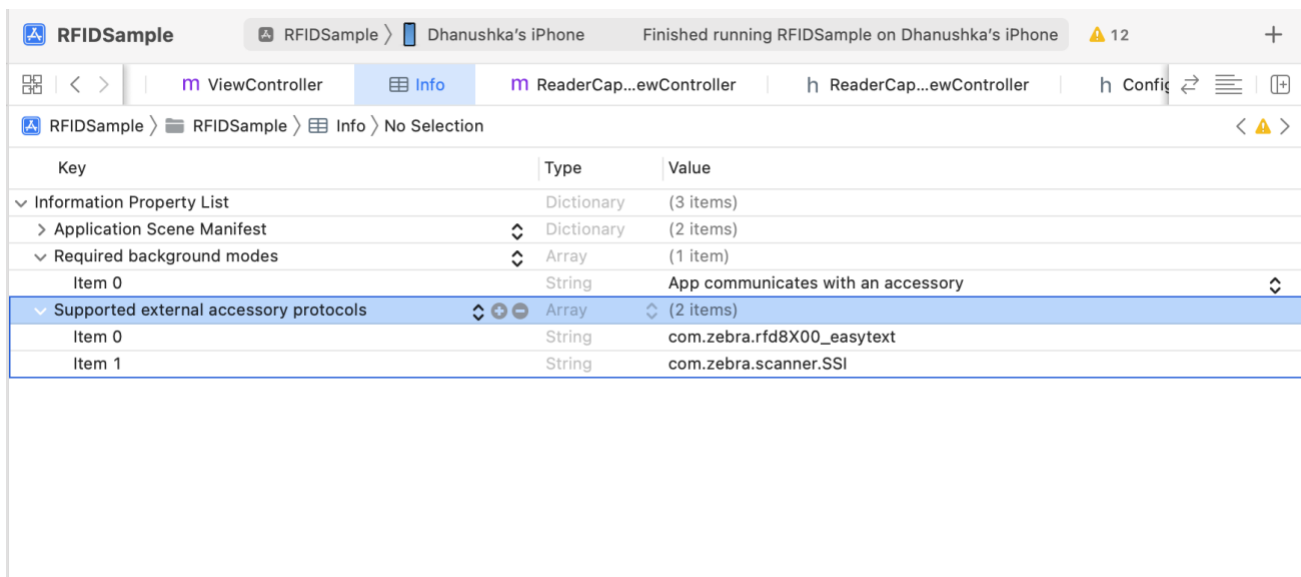 RFIDSample RFIDSample 〉 Dhanushka's iPhone Finished running RFIDSample on Dhanushka's iPhone 12 +
m ViewController Info m ReaderCap...ewController h ReaderCap...ewController h Config
RFIDSample 〉 RFIDSample 〉 Info 〉 No Selection
Key Type Value
Information Property List Dictionary (3 items)
Application Scene Manifest Dictionary (2 items)
Required background modes Array (1 item)
Item 0 String App communicates with an accessory
Supported external accessory protocols Array (2 items)
Item 0 String com.zebra.rfd8X00_easytext
Item 1 String com.zebra.scanner.SSI